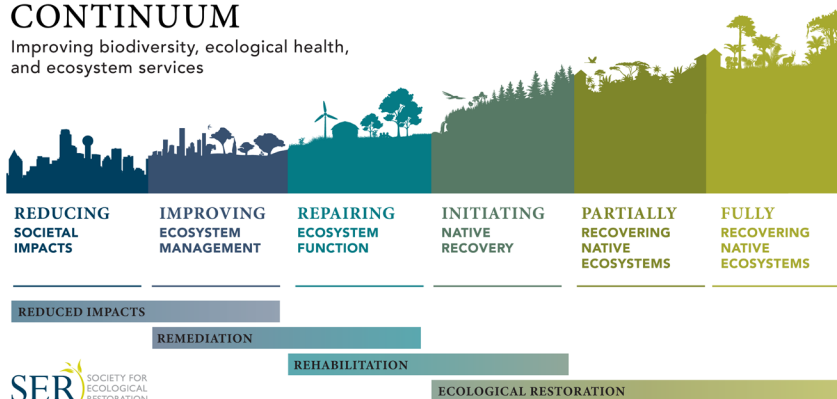 CONTINUUM
Improving biodiversity, ecological health,
and ecosystem services
REDUCING
SOCIETAL
IMPACTS
IMPROVING
ECOSYSTEM
MANAGEMENT
REPAIRING
ECOSYSTEM
FUNCTION
INITIATING
NATIVE
RECOVERY
PARTIALLY
RECOVERING
NATIVE
ECOSYSTEMS
FULLY
RECOVERING
NATIVE
ECOSYSTEMS
REDUCED IMPACTS
REMEDIATION
REHABILITATION
ECOLOGICAL RESTORATION
SER
SOCIETY FOR
ECOLOGICAL
RESTORATION